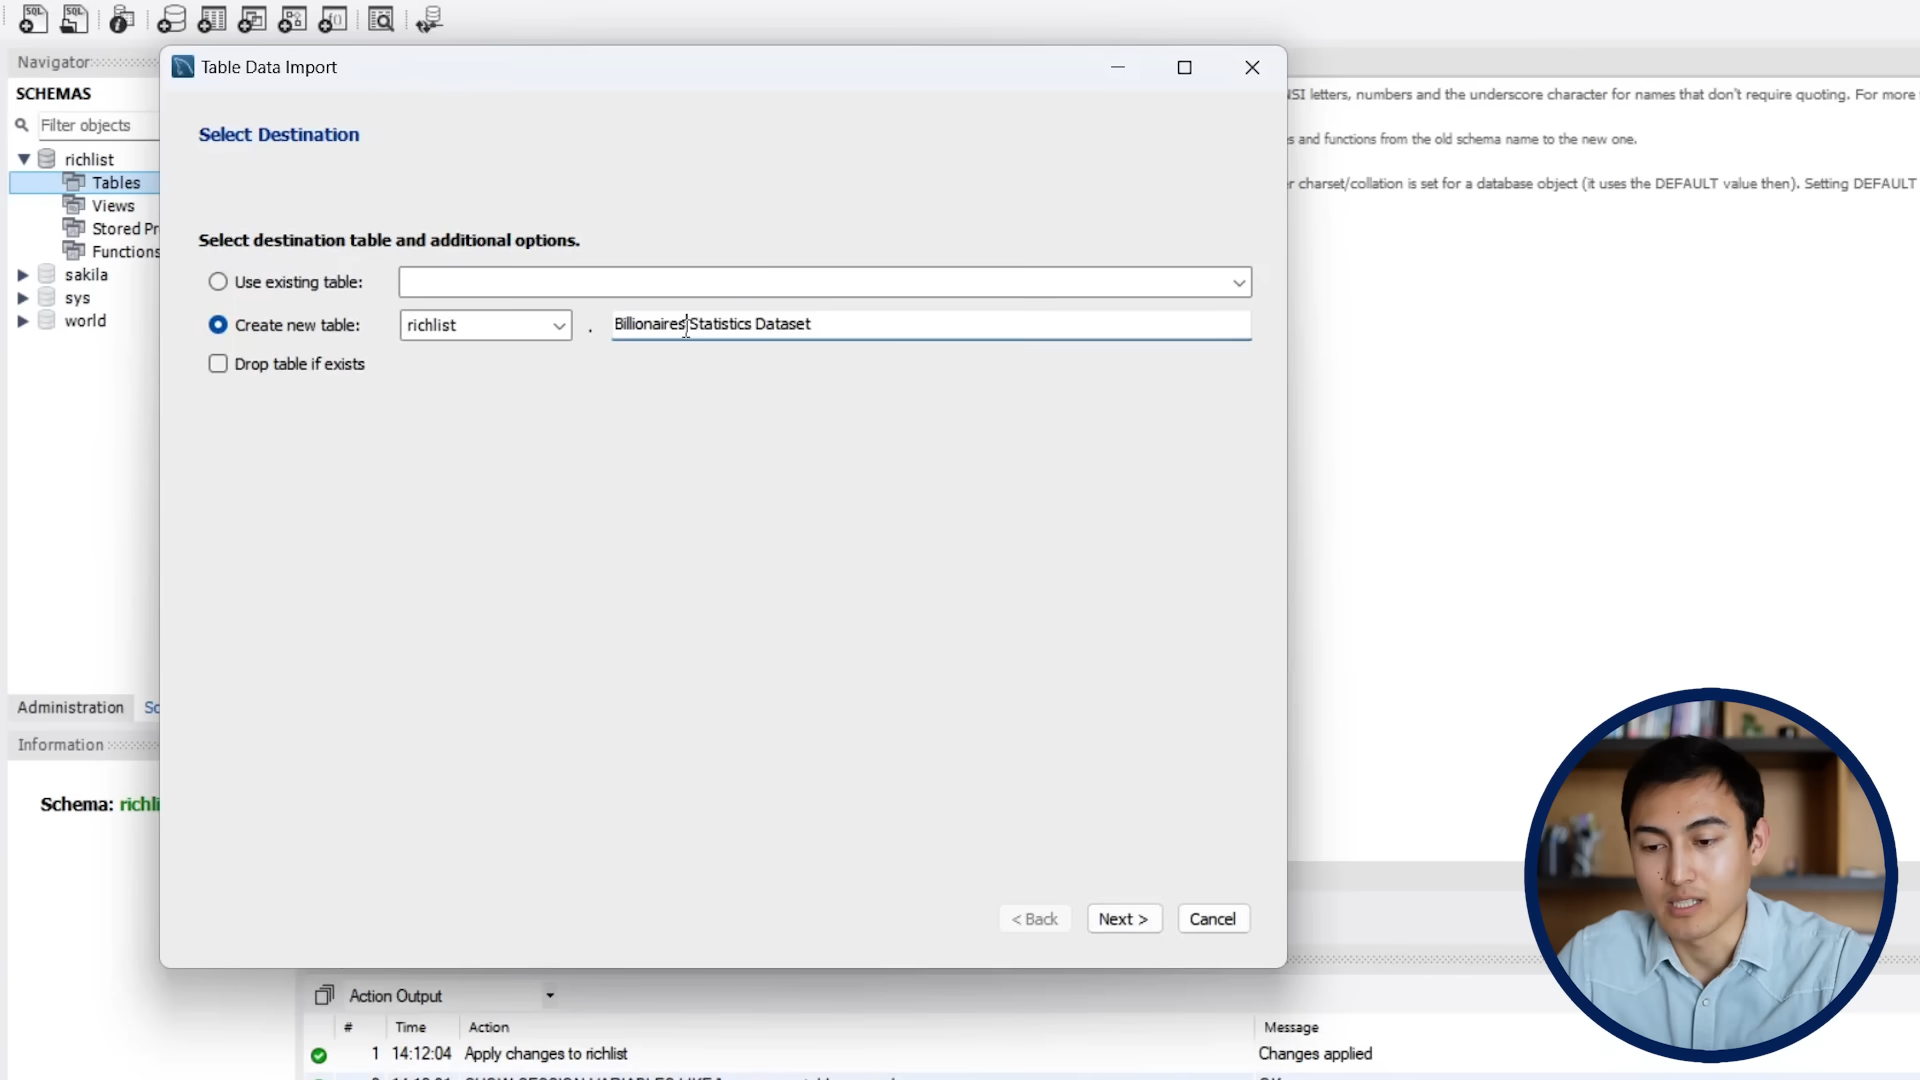 SQL
SQL
Navigator
SCHEMAS
Filter objects
richlist
Tables
Views
Stored Pr
Functions
sakila
sys
world
Administration
Sc
Information
Schema: richli
Table Data Import
Select Destination
Select destination table and additional options.
Use existing table:
Create new table: richlist . Billionaires Statistics Dataset
Drop table if exists
< Back Next > Cancel
NSI letters, numbers and the underscore character for names that don't require quoting. For more
s and functions from the old schema name to the new one.
r charset/collation is set for a database object (it uses the DEFAULT value then). Setting DEFAULT
Action Output
# Time Action Message
1 14:12:04 Apply changes to richlist Changes applied